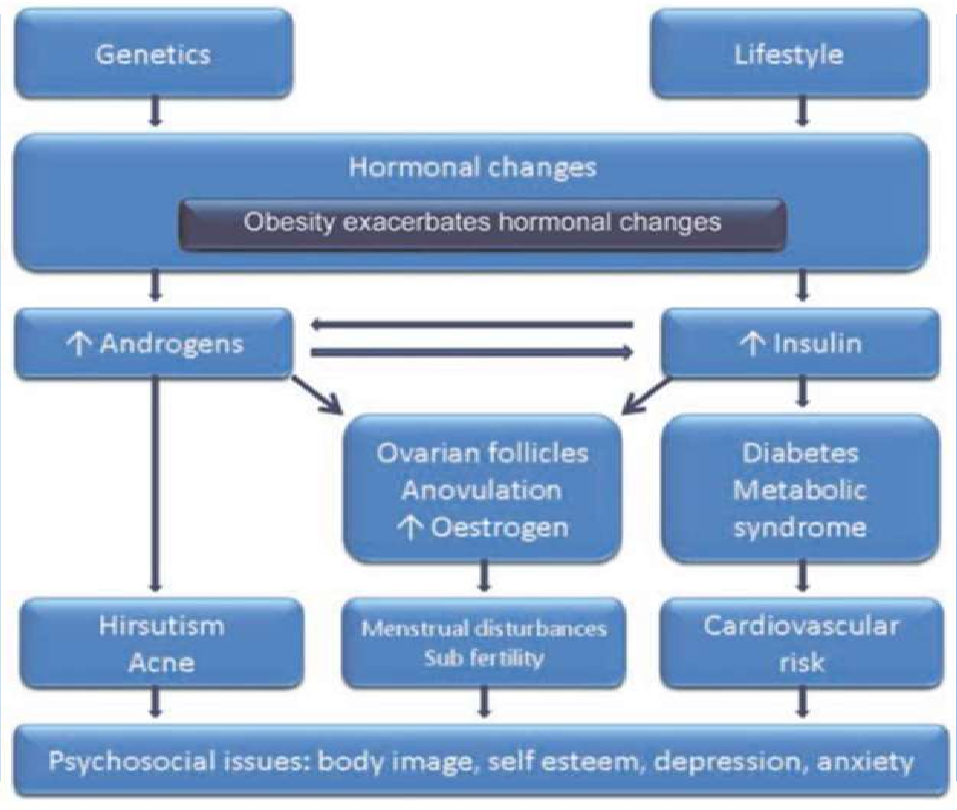 Genetics
Lifestyle
Hormonal changes
Obesity exacerbates hormonal changes
↑ Androgens
↑ Insulin
Ovarian follicles
Anovulation
↑ Oestrogen
Diabetes
Metabolic
syndrome
Hirsutism
Acne
Menstrual disturbances
Sub fertility
Cardiovascular
risk
Psychosocial issues: body image, self esteem, depression, anxiety